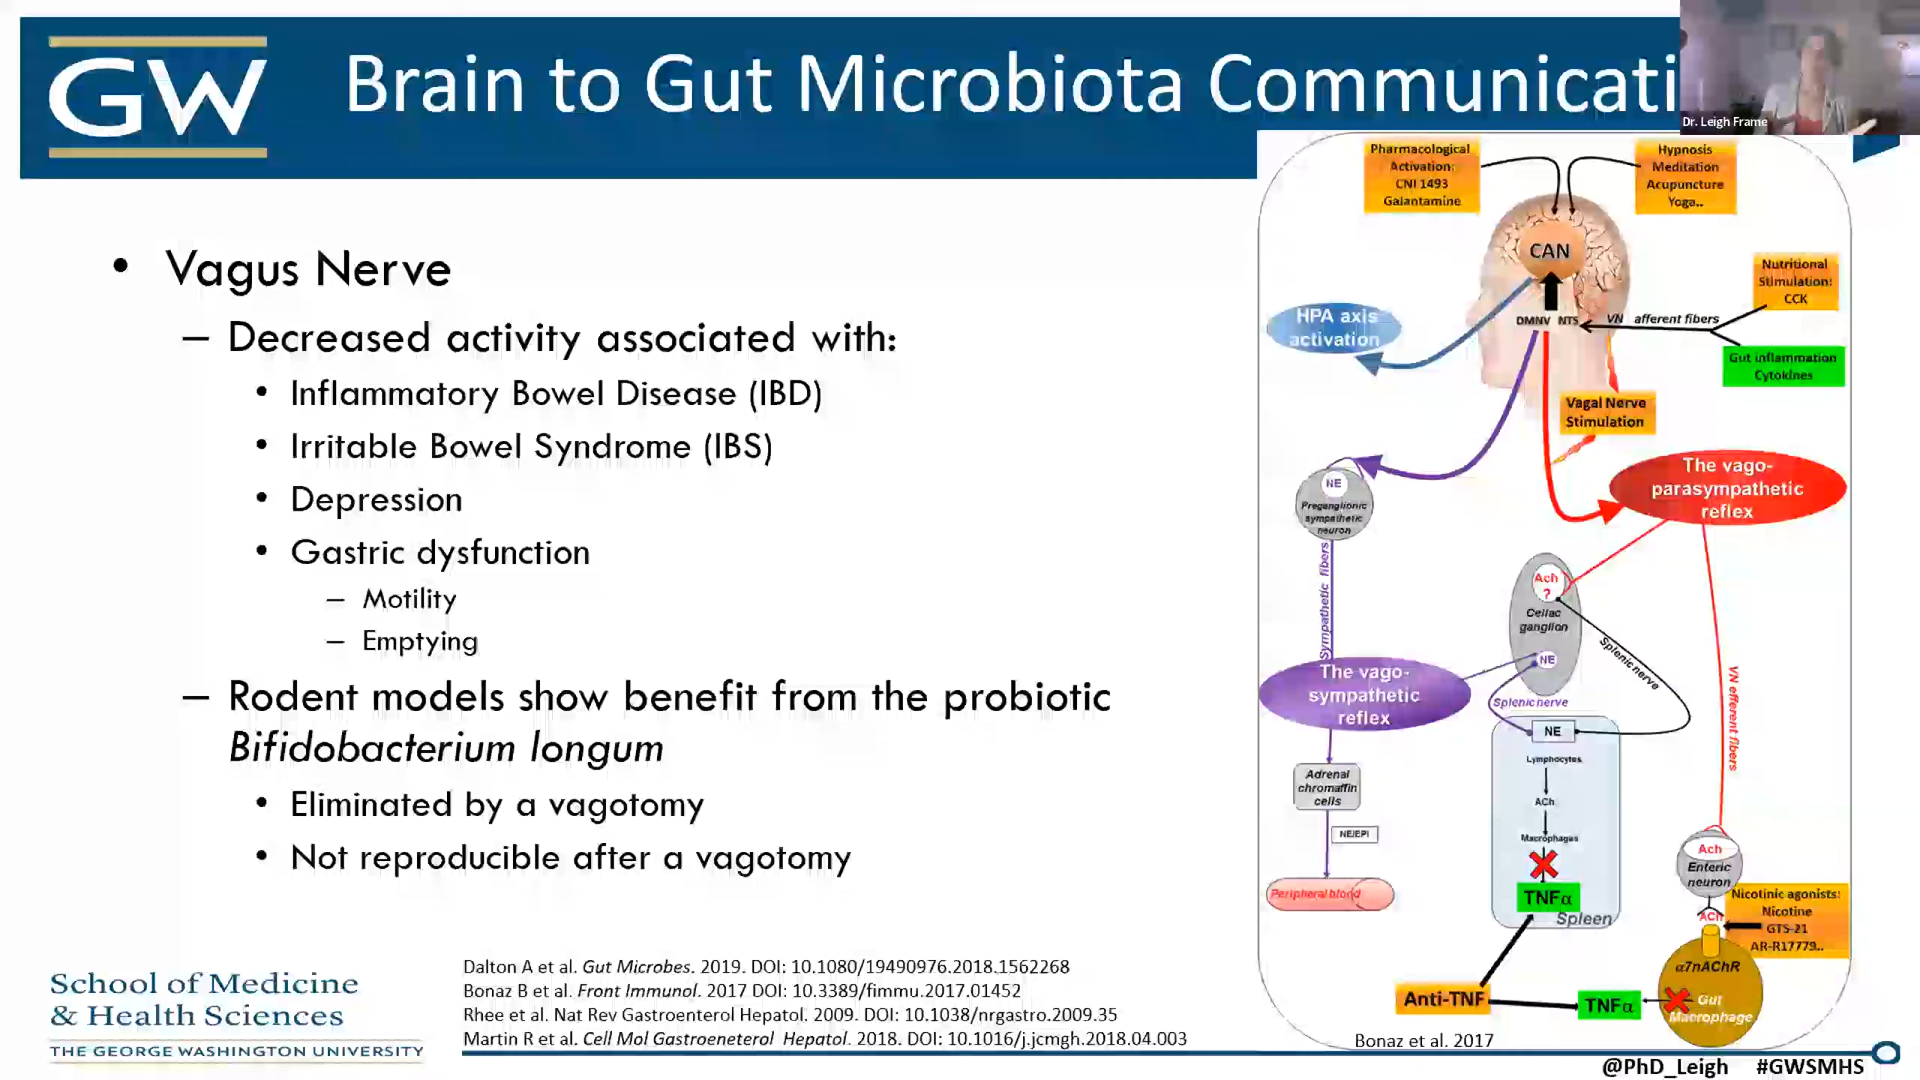 GW
Brain to Gut Microbiota Communicati
Dr. Leigh Frame
• Vagus Nerve
– Decreased activity associated with:
• Inflammatory Bowel Disease (IBD)
• Irritable Bowel Syndrome (IBS)
• Depression
• Gastric dysfunction
– Motility
– Emptying
– Rodent models show benefit from the probiotic
Bifidobacterium longum
• Eliminated by a vagotomy
• Not reproducible after a vagotomy
Pharmacological
Activation:
CNI 1493
Galantamine
Hypnosis
Meditation
Acupuncture
Yoga..
CAN
Nutritional
Stimulation:
CCK
HPA axis
activation
DMNV NTS
VN afferent fibers
Gut inflammation
Cytokines
Vagal Nerve
Stimulation
The vago-
parasympathetic
reflex
NE
Preganglionic
sympathetic
neuron
Sympathetic fibers
Ach
?
Celiac
ganglion
NE
Splenic nerve
The vago-
sympathetic
reflex
Splenic nerve
VN efferent fibers
NE
Lymphocytes
ACh
Macrophages
TNFα
Spleen
Adrenal
chromaffin
cells
NE/EPI
Peripheral blood
Ach
Enteric
neuron
ACh
Nicotinic agonists:
Nicotine
GTS-21
AR-R17779..
α7nAChR
Gut
Macrophage
Anti-TNF
TNFα
Bonaz et al. 2017
School of Medicine
& Health Sciences
THE GEORGE WASHINGTON UNIVERSITY
Dalton A et al. Gut Microbes. 2019. DOI: 10.1080/19490976.2018.1562268
Bonaz B et al. Front Immunol. 2017 DOI: 10.3389/fimmu.2017.01452
Rhee et al. Nat Rev Gastroenterol Hepatol. 2009. DOI: 10.1038/nrgastro.2009.35
Martin R et al. Cell Mol Gastroeneterol Hepatol. 2018. DOI: 10.1016/j.jcmgh.2018.04.003
@PhD_Leigh #GWSMHS